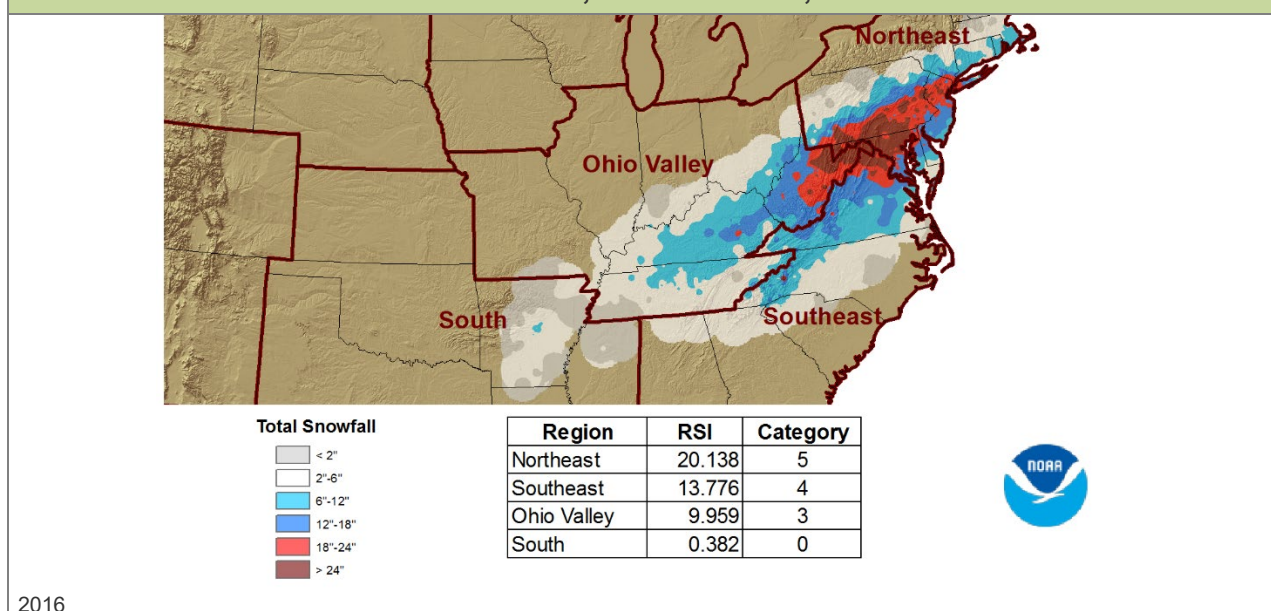 Northeast
Ohio Valley
South
Southeast
Total Snowfall
< 2"
2"-6"
6"-12"
12"-18"
18"-24"
> 24"
Region RSI Category
Northeast 20.138 5
Southeast 13.776 4
Ohio Valley 9.959 3
South 0.382 0
NOAA
2016